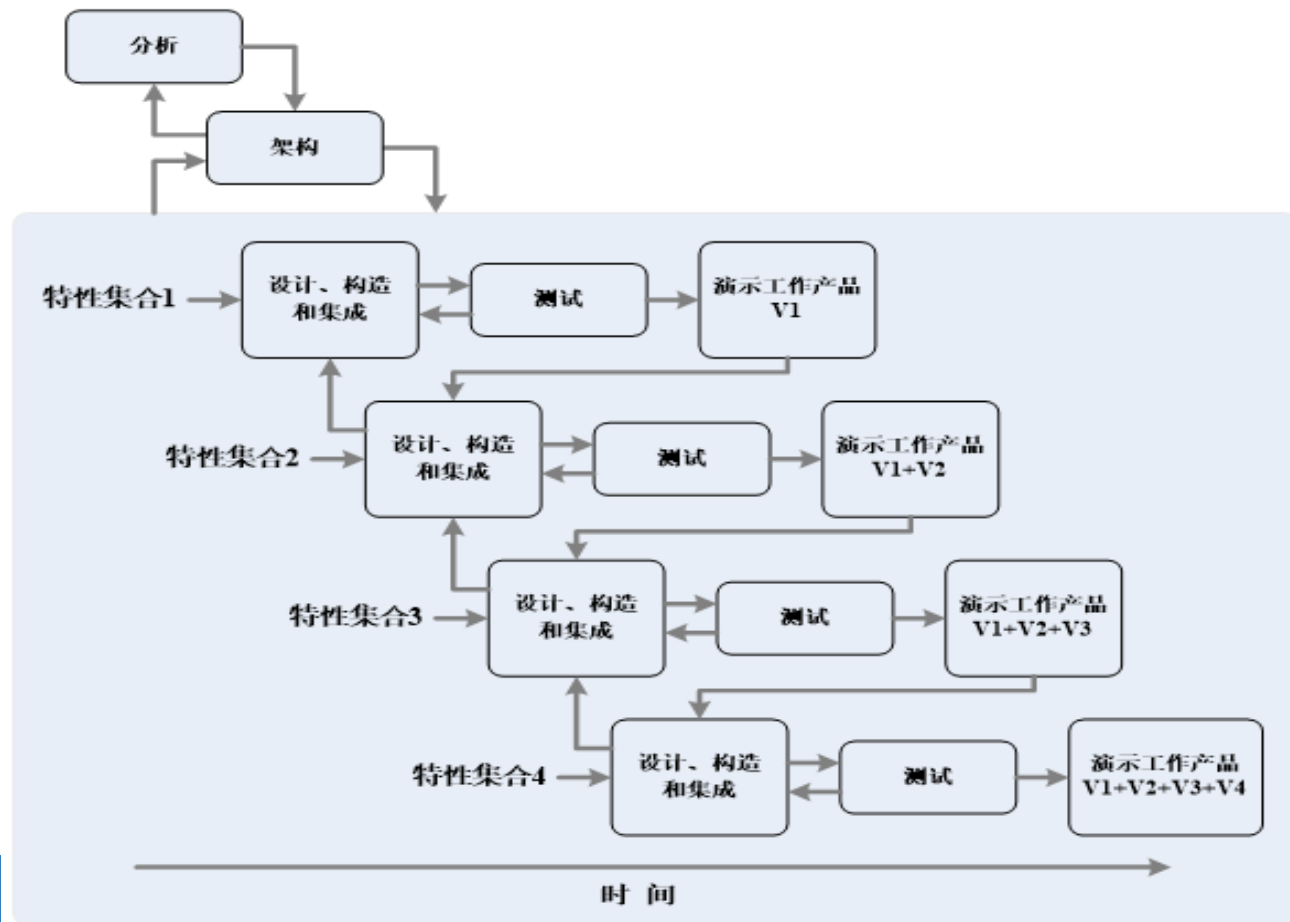 分析
架构
特性集合1
设计、构造
和集成
测试
演示工作产品
V1
特性集合2
设计、构造
和集成
测试
演示工作产品
V1+V2
特性集合3
设计、构造
和集成
测试
演示工作产品
V1+V2+V3
特性集合4
设计、构造
和集成
测试
演示工作产品
V1+V2+V3+V4
时 间